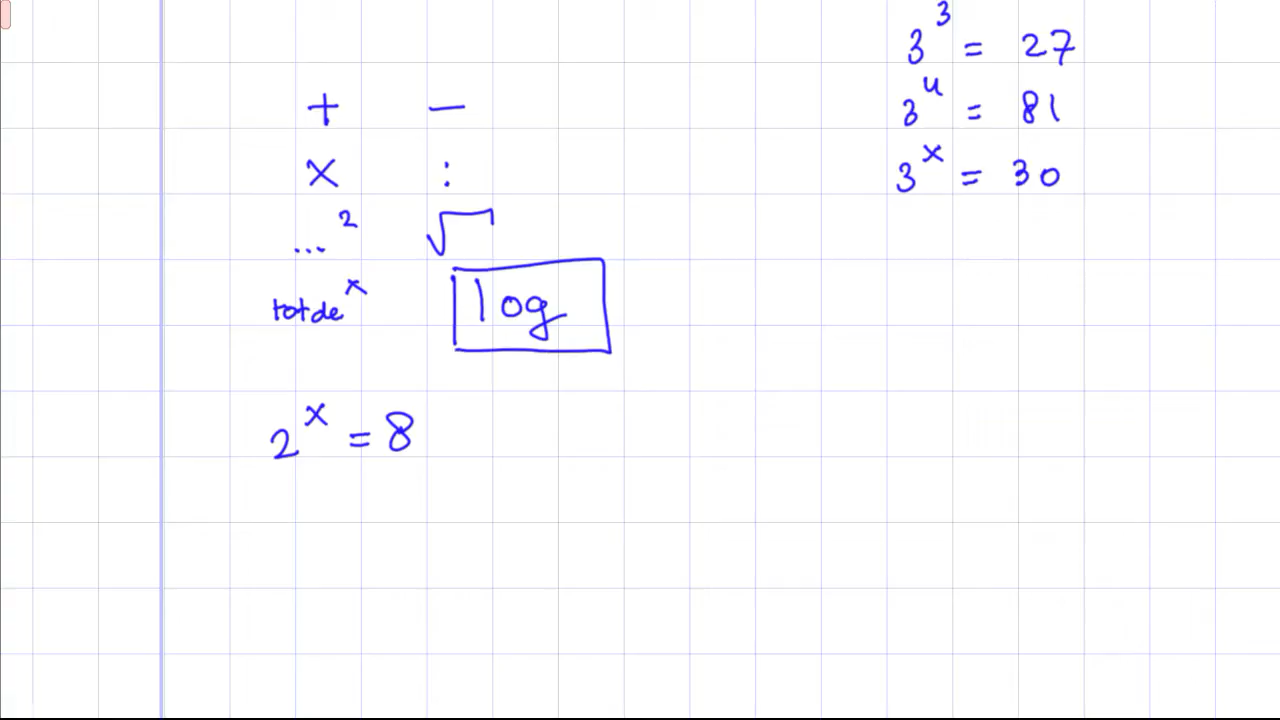 + −
× :
...² √
totdeˣ log
2ˣ = 8
3³ = 27
3⁴ = 81
3ˣ = 30